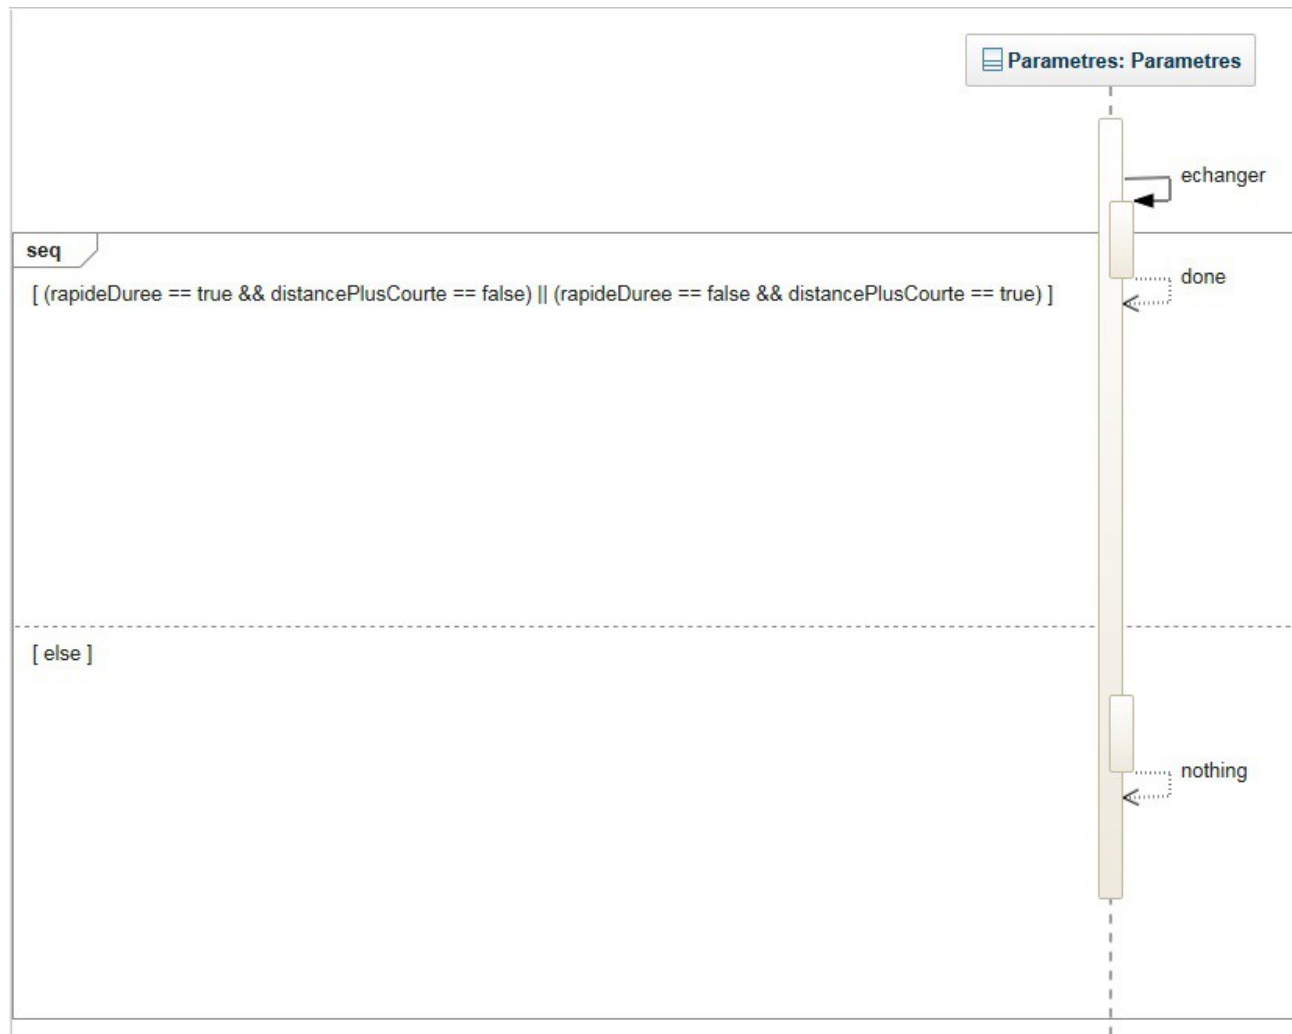 Parametres: Parametres
echanger
seq
done
[ (rapideDuree == true && distancePlusCourte == false) || (rapideDuree == false && distancePlusCourte == true) ]
[ else ]
nothing